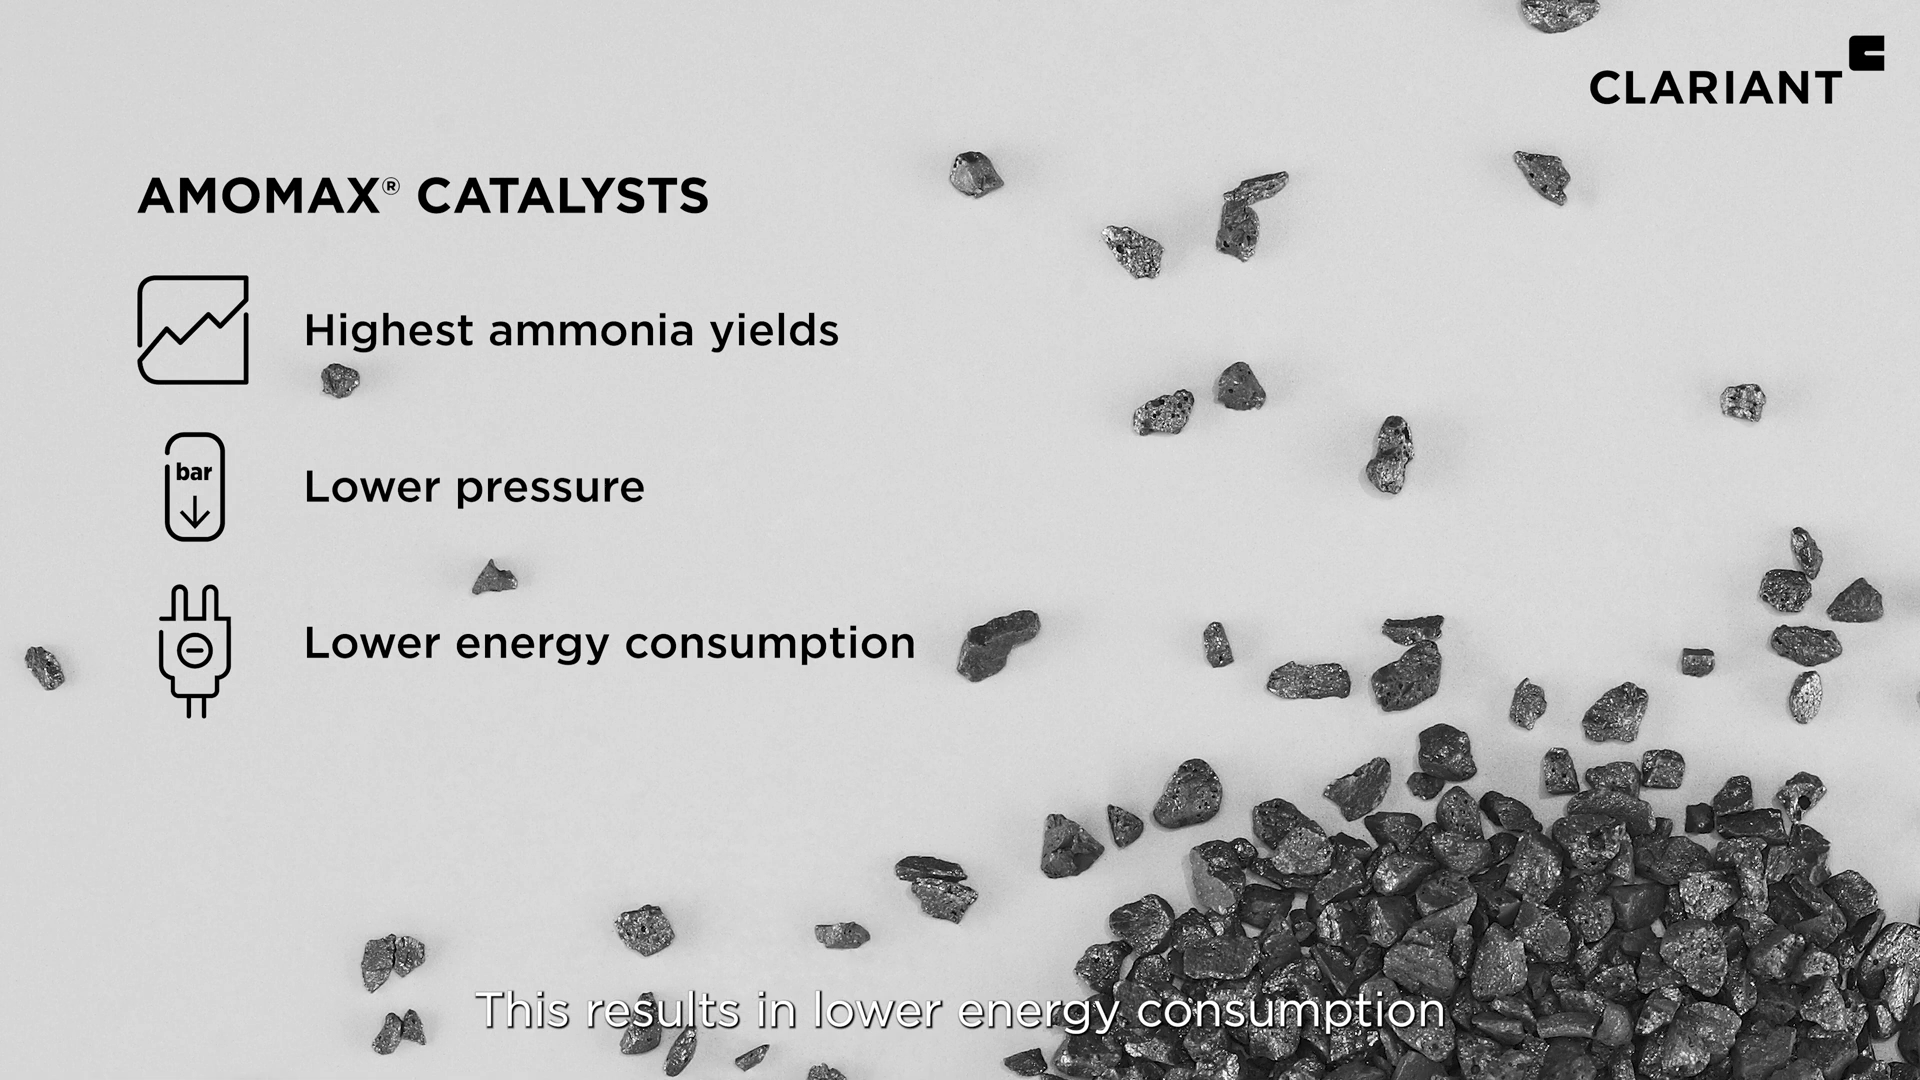 CLARIANT
AMOMAX® CATALYSTS
Highest ammonia yields
bar
Lower pressure
Lower energy consumption
This results in lower energy consumption